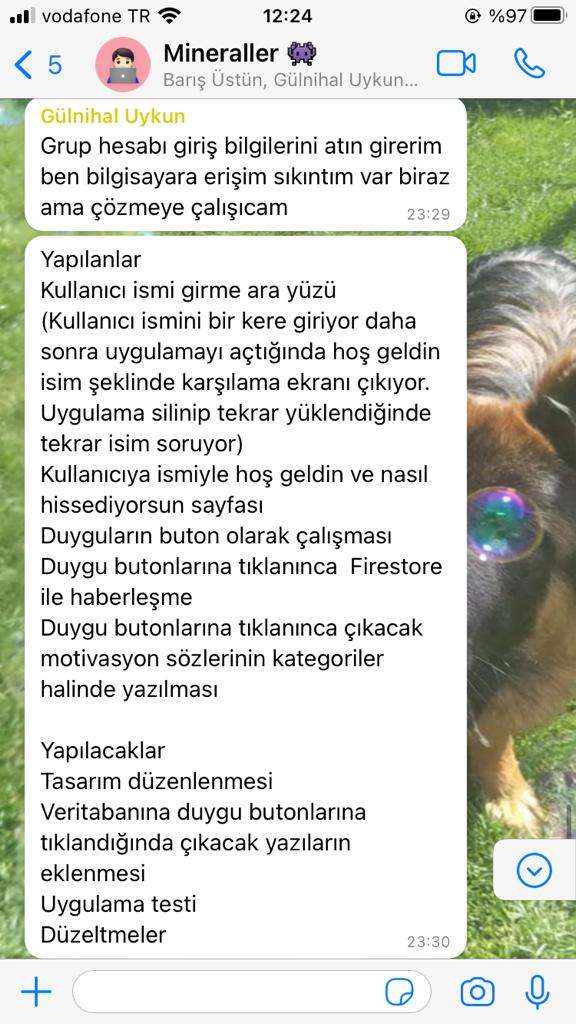 vodafone TR
12:24
%97
5
Mineraller
Barış Üstün, Gülnihal Uykun...
Gülnihal Uykun
Grup hesabı giriş bilgilerini atın girerim
ben bilgisayara erişim sıkıntım var biraz
ama çözmeye çalışıcam
23:29
Yapılanlar
Kullanıcı ismi girme ara yüzü
(Kullanıcı ismini bir kere giriyor daha
sonra uygulamayı açtığında hoş geldin
isim şeklinde karşılama ekranı çıkıyor.
Uygulama silinip tekrar yüklendiğinde
tekrar isim soruyor)
Kullanıcıya ismiyle hoş geldin ve nasıl
hissediyorsun sayfası
Duyguların buton olarak çalışması
Duygu butonlarına tıklanınca  Firestore
ile haberleşme
Duygu butonlarına tıklanınca çıkacak
motivasyon sözlerinin kategoriler
halinde yazılması
Yapılacaklar
Tasarım düzenlenmesi
Veritabanına duygu butonlarına
tıklandığında çıkacak yazıların
eklenmesi
Uygulama testi
Düzeltmeler
23:30